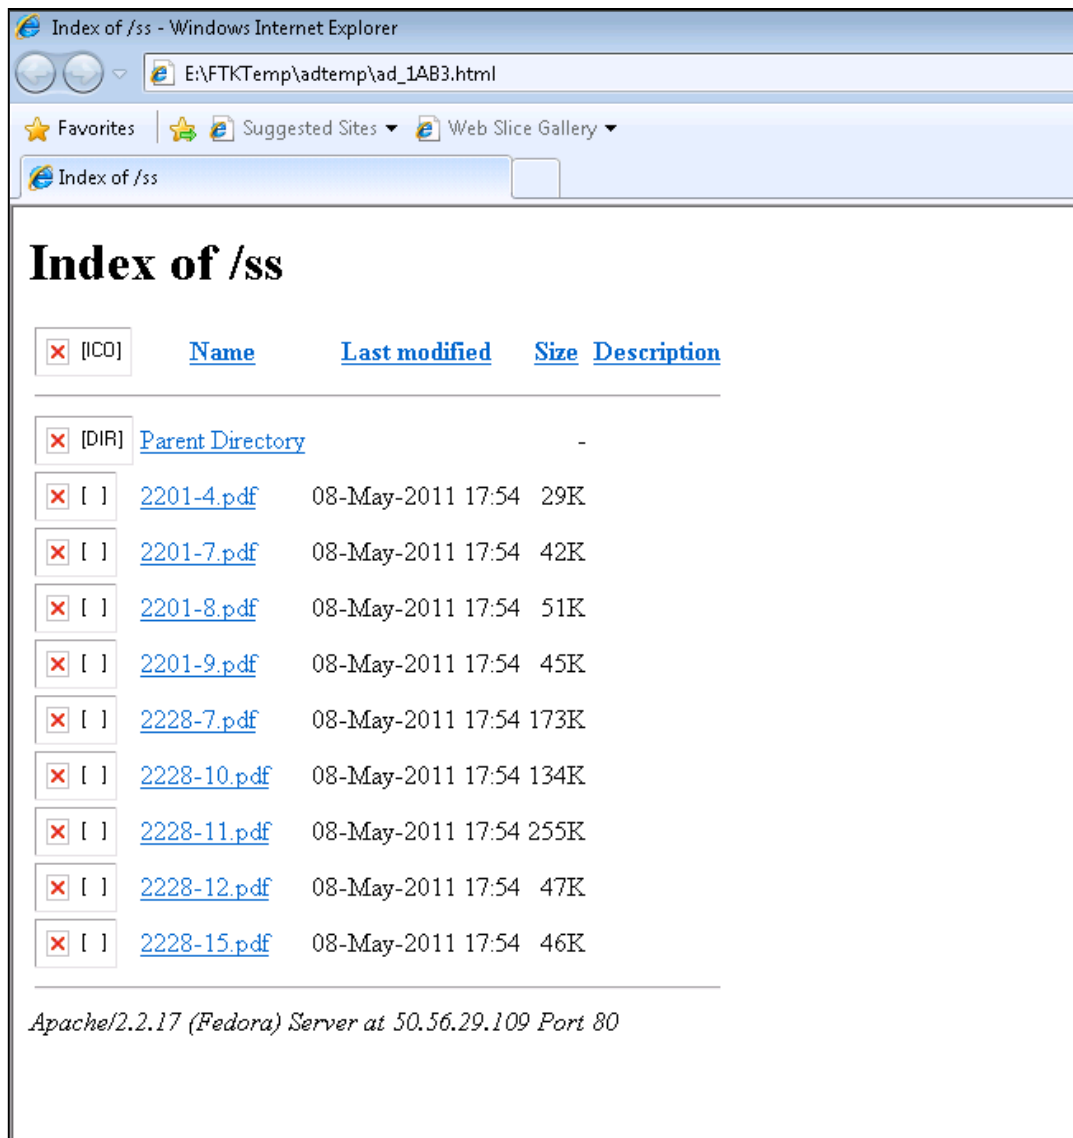 Index of /ss - Windows Internet Explorer
E:\FTKTemp\adtemp\ad_1AB3.html
Favorites Suggested Sites Web Slice Gallery
Index of /ss
Index of /ss
[ICO] Name Last modified Size Description
[DIR] Parent Directory -
[ ] 2201-4.pdf 08-May-2011 17:54 29K
[ ] 2201-7.pdf 08-May-2011 17:54 42K
[ ] 2201-8.pdf 08-May-2011 17:54 51K
[ ] 2201-9.pdf 08-May-2011 17:54 45K
[ ] 2228-7.pdf 08-May-2011 17:54 173K
[ ] 2228-10.pdf 08-May-2011 17:54 134K
[ ] 2228-11.pdf 08-May-2011 17:54 255K
[ ] 2228-12.pdf 08-May-2011 17:54 47K
[ ] 2228-15.pdf 08-May-2011 17:54 46K
Apache/2.2.17 (Fedora) Server at 50.56.29.109 Port 80